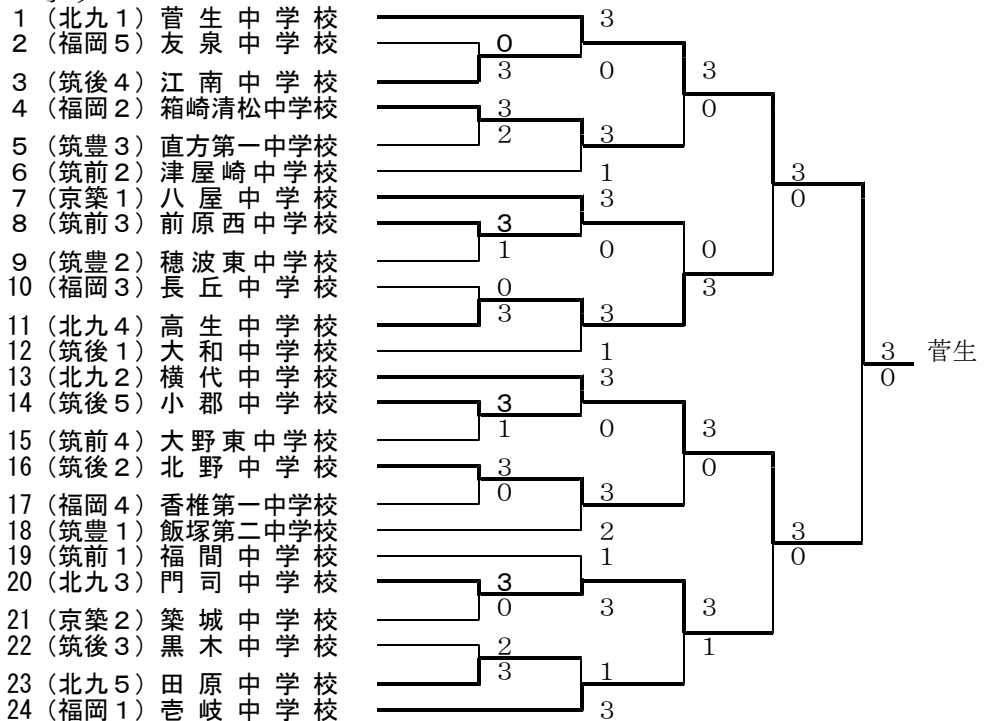 1 (北九1) 菅生中学校 3
2 (福岡5) 友泉中学校 0
3 0 3
3 (筑後4) 江南中学校
4 (福岡2) 箱崎清松中学校 3 0
2 3
5 (筑豊3) 直方第一中学校
6 (筑前2) 津屋崎中学校 1 3
7 (京築1) 八屋中学校 3 0
8 (筑前3) 前原西中学校 3
1 0 0
9 (筑豊2) 穂波東中学校
10 (福岡3) 長丘中学校 0 3
3 3
11 (北九4) 高生中学校
12 (筑後1) 大和中学校 1 3 菅生
13 (北九2) 横代中学校 3 0
14 (筑後5) 小郡中学校 3
1 0 3
15 (筑前4) 大野東中学校
16 (筑後2) 北野中学校 3 0
0 3
17 (福岡4) 香椎第一中学校
18 (筑豊1) 飯塚第二中学校 2 3
19 (筑前1) 福間中学校 1 0
20 (北九3) 門司中学校 3
0 3 3
21 (京築2) 築城中学校
22 (筑後3) 黒木中学校 2 1
3 1
23 (北九5) 田原中学校
24 (福岡1) 壱岐中学校 3